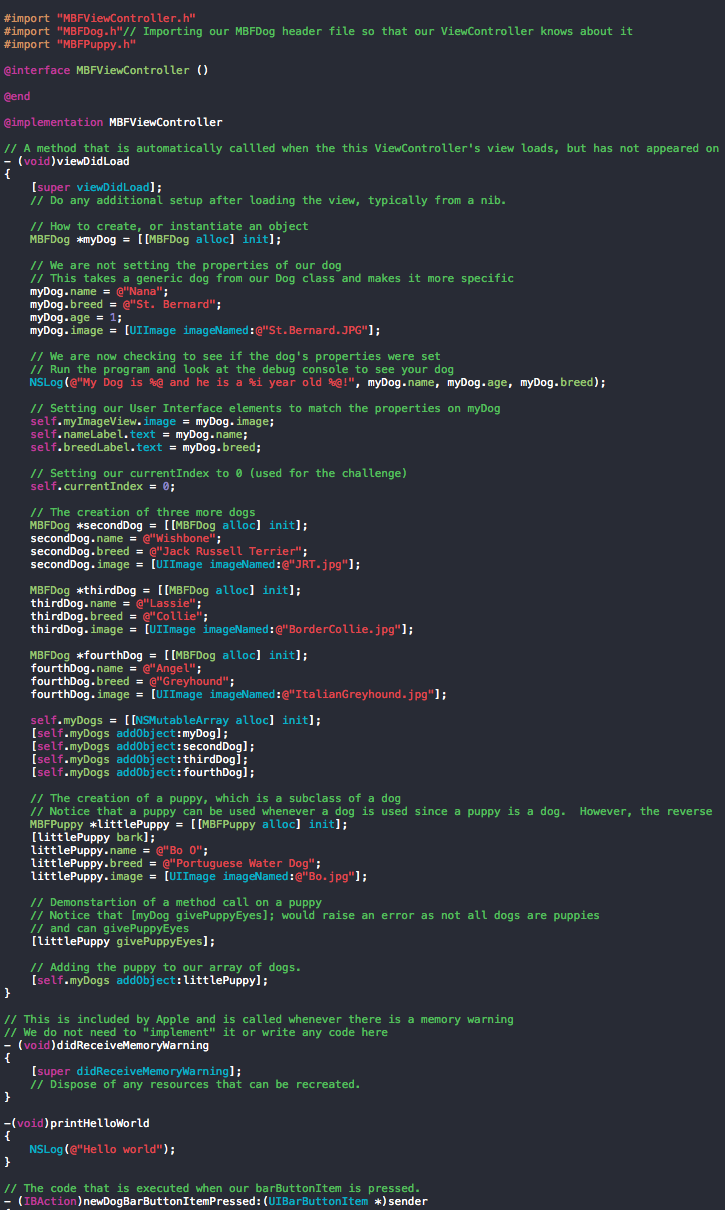 #import "MBFViewController.h"
#import "MBFDog.h"// Importing our MBFDog header file so that our ViewController knows about it
#import "MBFPuppy.h"

@interface MBFViewController ()

@end

@implementation MBFViewController

// A method that is automatically callled when the this ViewController's view loads, but has not appeared on
- (void)viewDidLoad
{
    [super viewDidLoad];
    // Do any additional setup after loading the view, typically from a nib.

    // How to create, or instantiate an object
    MBFDog *myDog = [[MBFDog alloc] init];

    // We are not setting the properties of our dog
    // This takes a generic dog from our Dog class and makes it more specific
    myDog.name = @"Nana";
    myDog.breed = @"St. Bernard";
    myDog.age = 1;
    myDog.image = [UIImage imageNamed:@"St.Bernard.JPG"];

    // We are now checking to see if the dog's properties were set
    // Run the program and look at the debug console to see your dog
    NSLog(@"My Dog is %@ and he is a %i year old %@!", myDog.name, myDog.age, myDog.breed);

    // Setting our User Interface elements to match the properties on myDog
    self.myImageView.image = myDog.image;
    self.nameLabel.text = myDog.name;
    self.breedLabel.text = myDog.breed;

    // Setting our currentIndex to 0 (used for the challenge)
    self.currentIndex = 0;

    // The creation of three more dogs
    MBFDog *secondDog = [[MBFDog alloc] init];
    secondDog.name = @"Wishbone";
    secondDog.breed = @"Jack Russell Terrier";
    secondDog.image = [UIImage imageNamed:@"JRT.jpg"];

    MBFDog *thirdDog = [[MBFDog alloc] init];
    thirdDog.name = @"Lassie";
    thirdDog.breed = @"Collie";
    thirdDog.image = [UIImage imageNamed:@"BorderCollie.jpg"];

    MBFDog *fourthDog = [[MBFDog alloc] init];
    fourthDog.name = @"Angel";
    fourthDog.breed = @"Greyhound";
    fourthDog.image = [UIImage imageNamed:@"ItalianGreyhound.jpg"];

    self.myDogs = [[NSMutableArray alloc] init];
    [self.myDogs addObject:myDog];
    [self.myDogs addObject:secondDog];
    [self.myDogs addObject:thirdDog];
    [self.myDogs addObject:fourthDog];

    // The creation of a puppy, which is a subclass of a dog
    // Notice that a puppy can be used whenever a dog is used since a puppy is a dog.  However, the reverse
    MBFPuppy *littlePuppy = [[MBFPuppy alloc] init];
    [littlePuppy bark];
    littlePuppy.name = @"Bo O";
    littlePuppy.breed = @"Portuguese Water Dog";
    littlePuppy.image = [UIImage imageNamed:@"Bo.jpg"];

    // Demonstartion of a method call on a puppy
    // Notice that [myDog givePuppyEyes]; would raise an error as not all dogs are puppies
    // and can givePuppyEyes
    [littlePuppy givePuppyEyes];

    // Adding the puppy to our array of dogs.
    [self.myDogs addObject:littlePuppy];
}

// This is included by Apple and is called whenever there is a memory warning
// We do not need to "implement" it or write any code here
- (void)didReceiveMemoryWarning
{
    [super didReceiveMemoryWarning];
    // Dispose of any resources that can be recreated.
}

-(void)printHelloWorld
{
    NSLog(@"Hello world");
}

// The code that is executed when our barButtonItem is pressed.
- (IBAction)newDogBarButtonItemPressed:(UIBarButtonItem *)sender